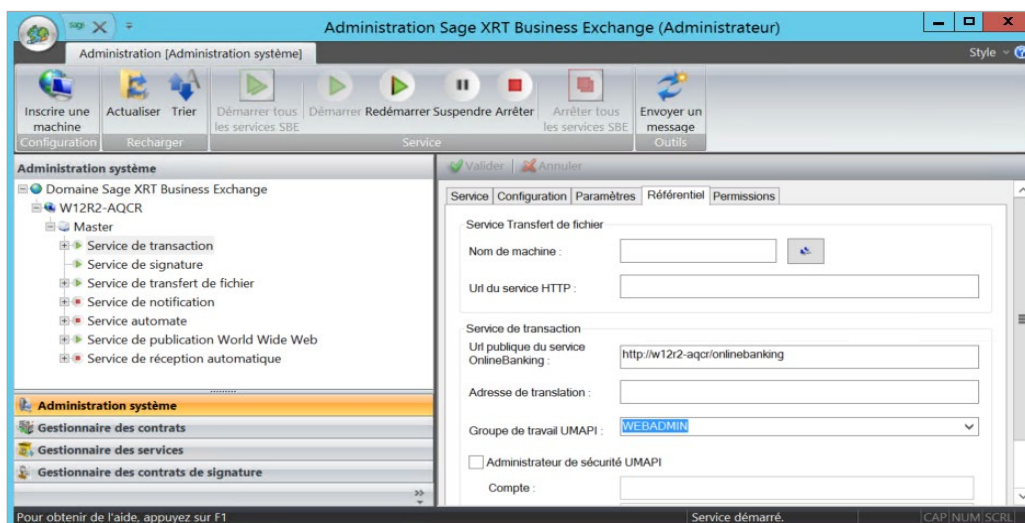 sage
Administration Sage XRT Business Exchange (Administrateur)
Administration [Administration système]
Style
Inscrire une machine
Actualiser
Trier
Démarrer tous les services SBE
Démarrer
Redémarrer
Suspendre
Arrêter
Arrêter tous les services SBE
Envoyer un message
Configuration
Recharger
Service
Outils
Administration système
Domaine Sage XRT Business Exchange
W12R2-AQCR
Master
Service de transaction
Service de signature
Service de transfert de fichier
Service de notification
Service automate
Service de publication World Wide Web
Service de réception automatique
Administration système
Gestionnaire des contrats
Gestionnaire des services
Gestionnaire des contrats de signature
Valider
Annuler
Service
Configuration
Paramètres
Référentiel
Permissions
Service Transfert de fichier
Nom de machine :
Url du service HTTP :
Service de transaction
Url publique du service
OnlineBanking :
http://w12r2-aqcr/onlinebanking
Adresse de translation :
Groupe de travail UMAPI :
WEBADMIN
Administrateur de sécurité UMAPI
Compte :
Pour obtenir de l'aide, appuyez sur F1
Service démarré.
CAP NUM SCRL